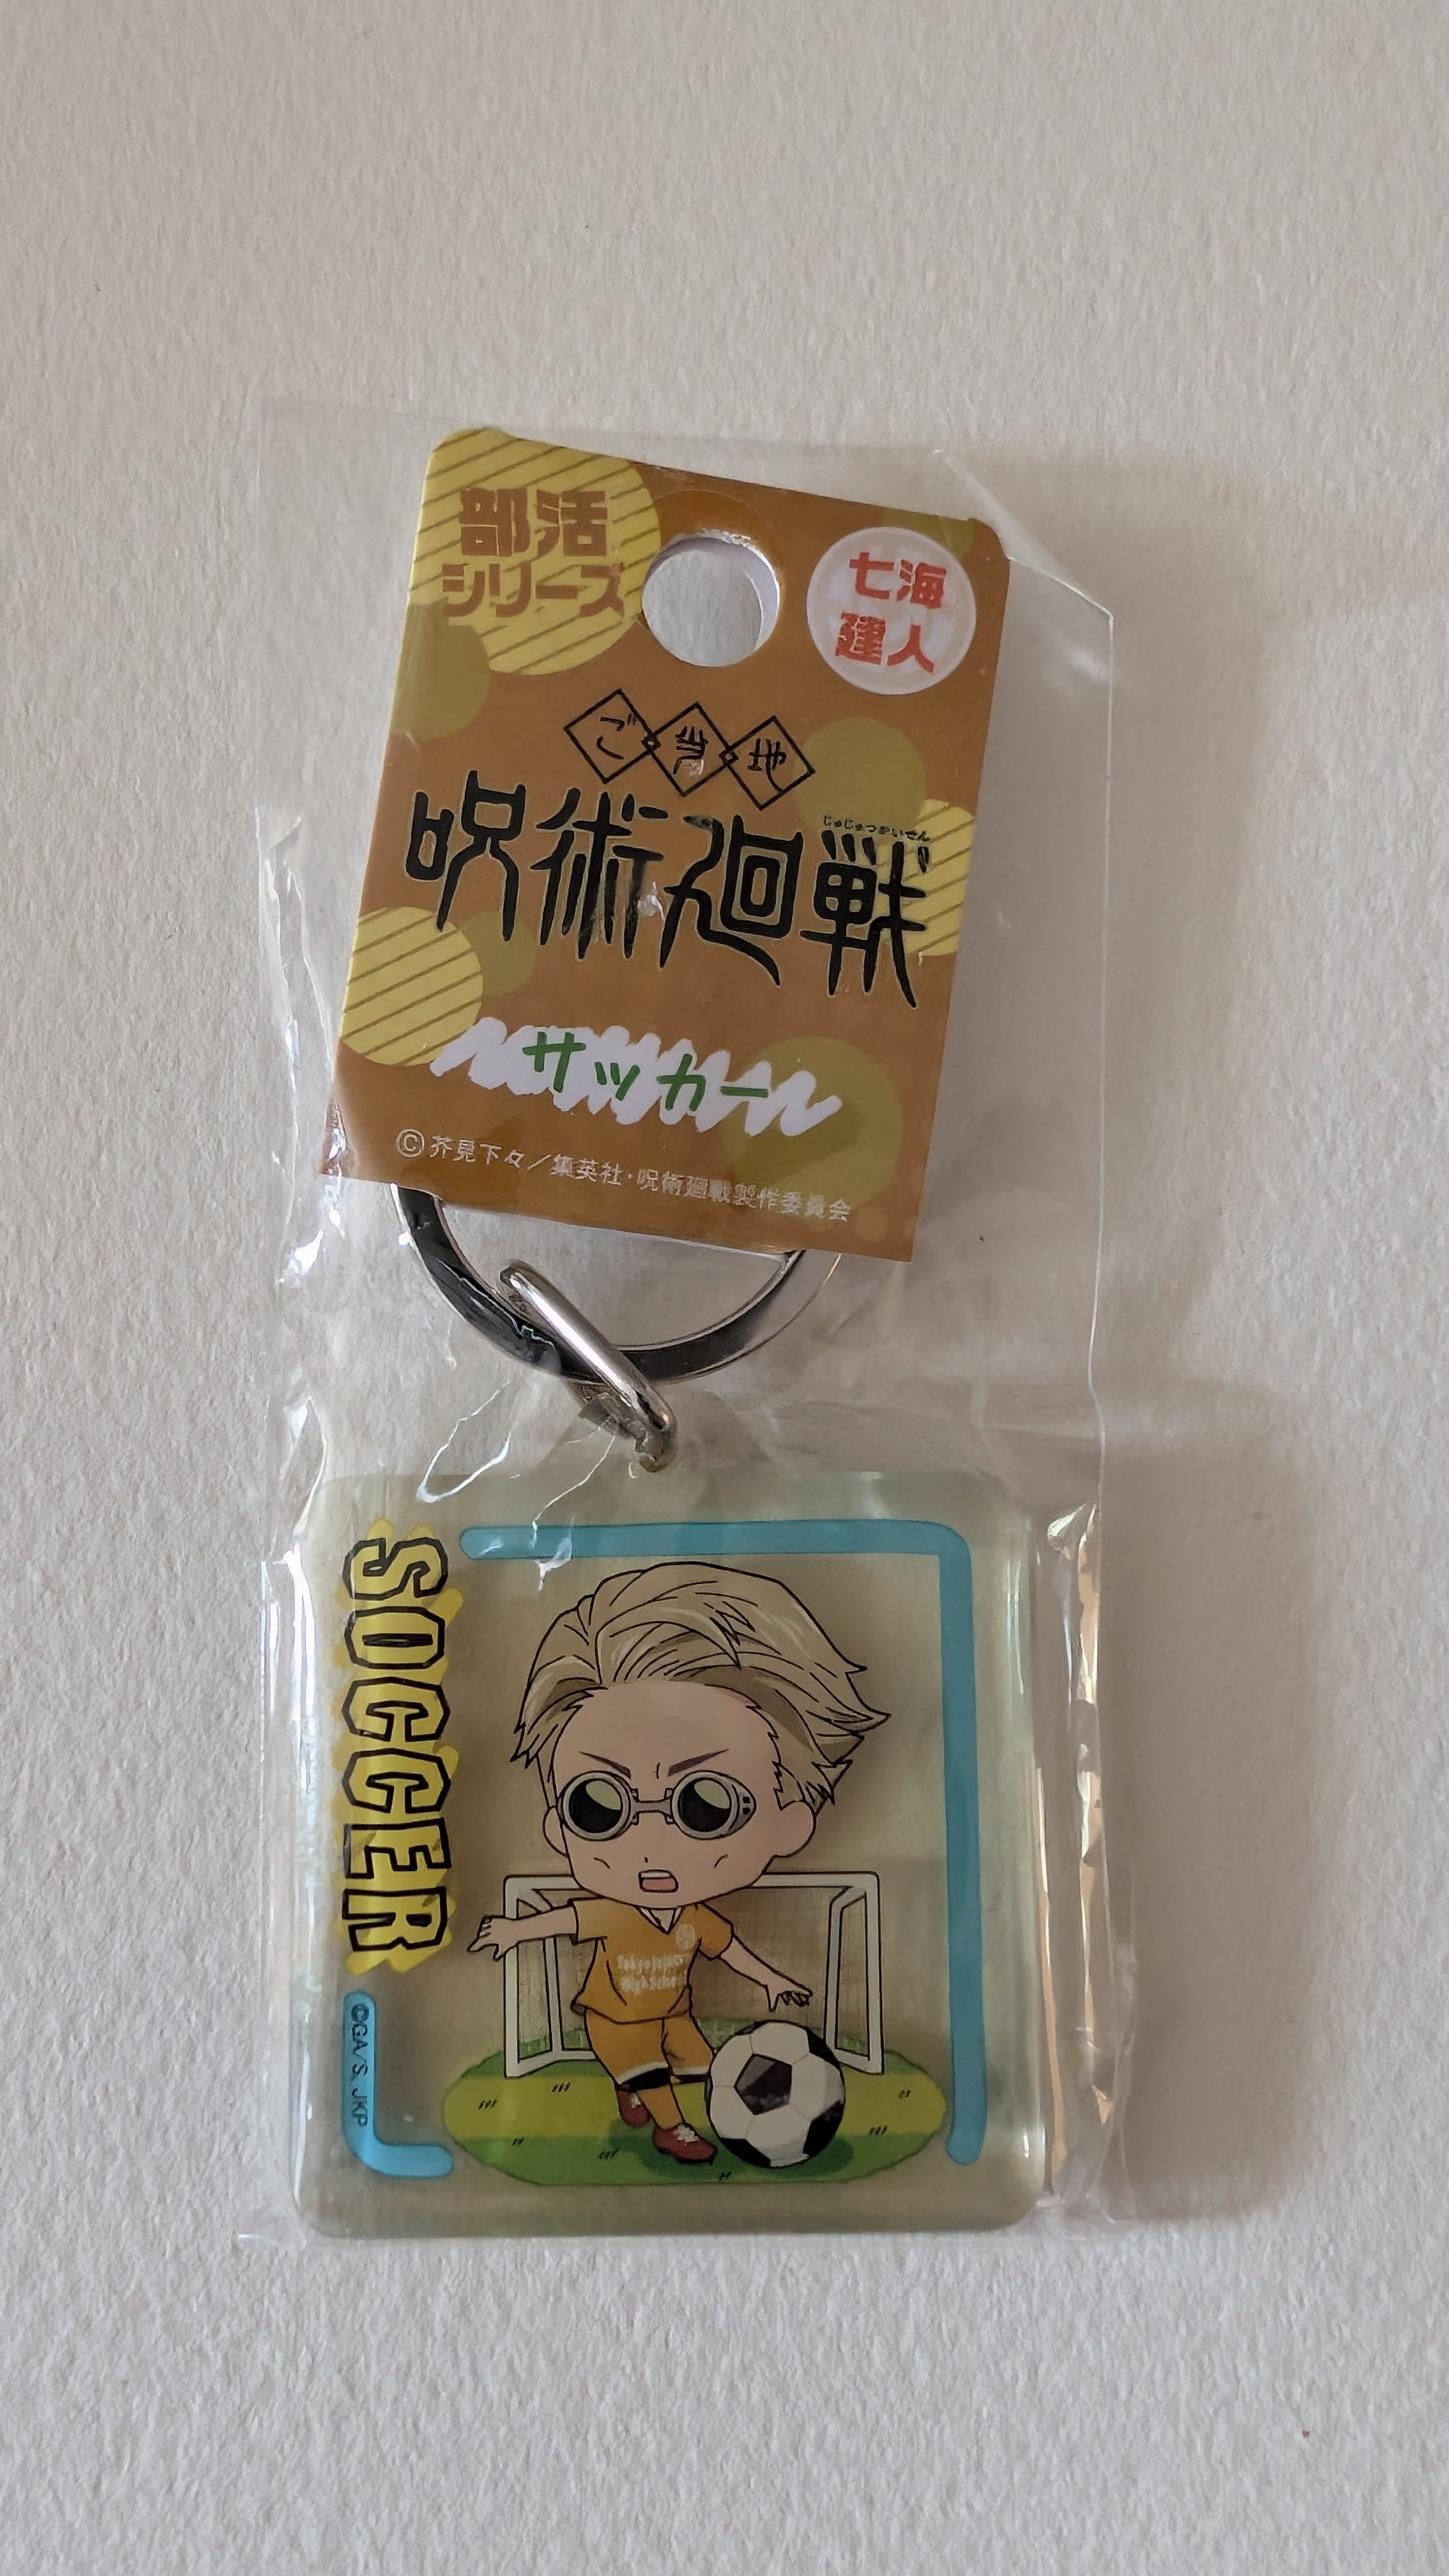 部活
シリーズ
七海
建人
ご当地
じゅじゅつかいせん
呪術廻戦
サッカー
©芥見下々／集英社・呪術廻戦製作委員会
SOCCER
©GA/S, JKP